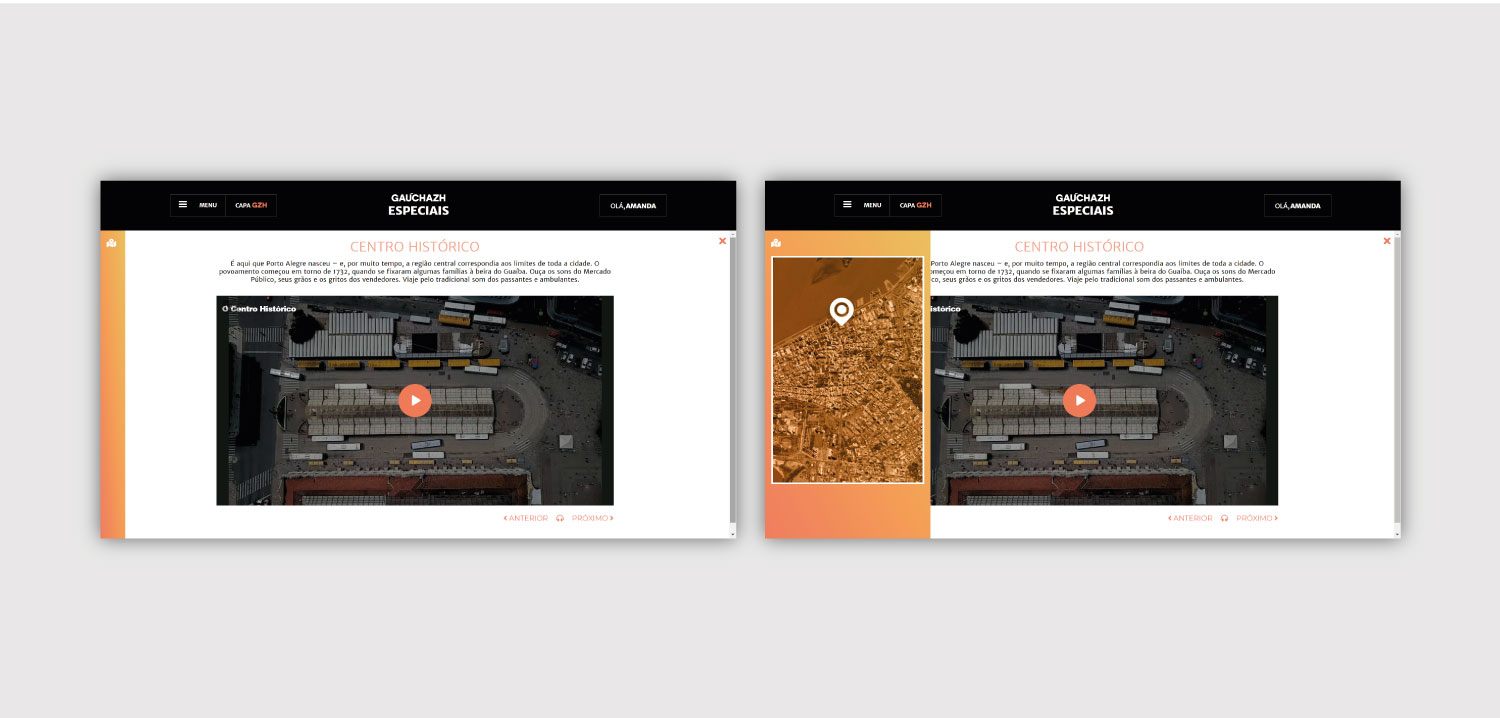 MENU
CAPA GZH
GAÚCHAZH
ESPECIAIS
OLÁ, AMANDA
CENTRO HISTÓRICO
É aqui que Porto Alegre nasceu – e, por muito tempo, a região central correspondia aos limites de toda a cidade. O
povoamento começou em torno de 1732, quando se fixaram algumas famílias à beira do Guaíba. Ouça os sons do Mercado
Público, seus grãos e os gritos dos vendedores. Viaje pelo tradicional som dos passantes e ambulantes.
O Centro Histórico
ANTERIOR
PRÓXIMO
MENU
CAPA GZH
GAÚCHAZH
ESPECIAIS
OLÁ, AMANDA
CENTRO HISTÓRICO
Porto Alegre nasceu – e, por muito tempo, a região central correspondia aos limites de toda a cidade. O
omeçou em torno de 1732, quando se fixaram algumas famílias à beira do Guaíba. Ouça os sons do Mercado
co, seus grãos e os gritos dos vendedores. Viaje pelo tradicional som dos passantes e ambulantes.
istórico
ANTERIOR
PRÓXIMO